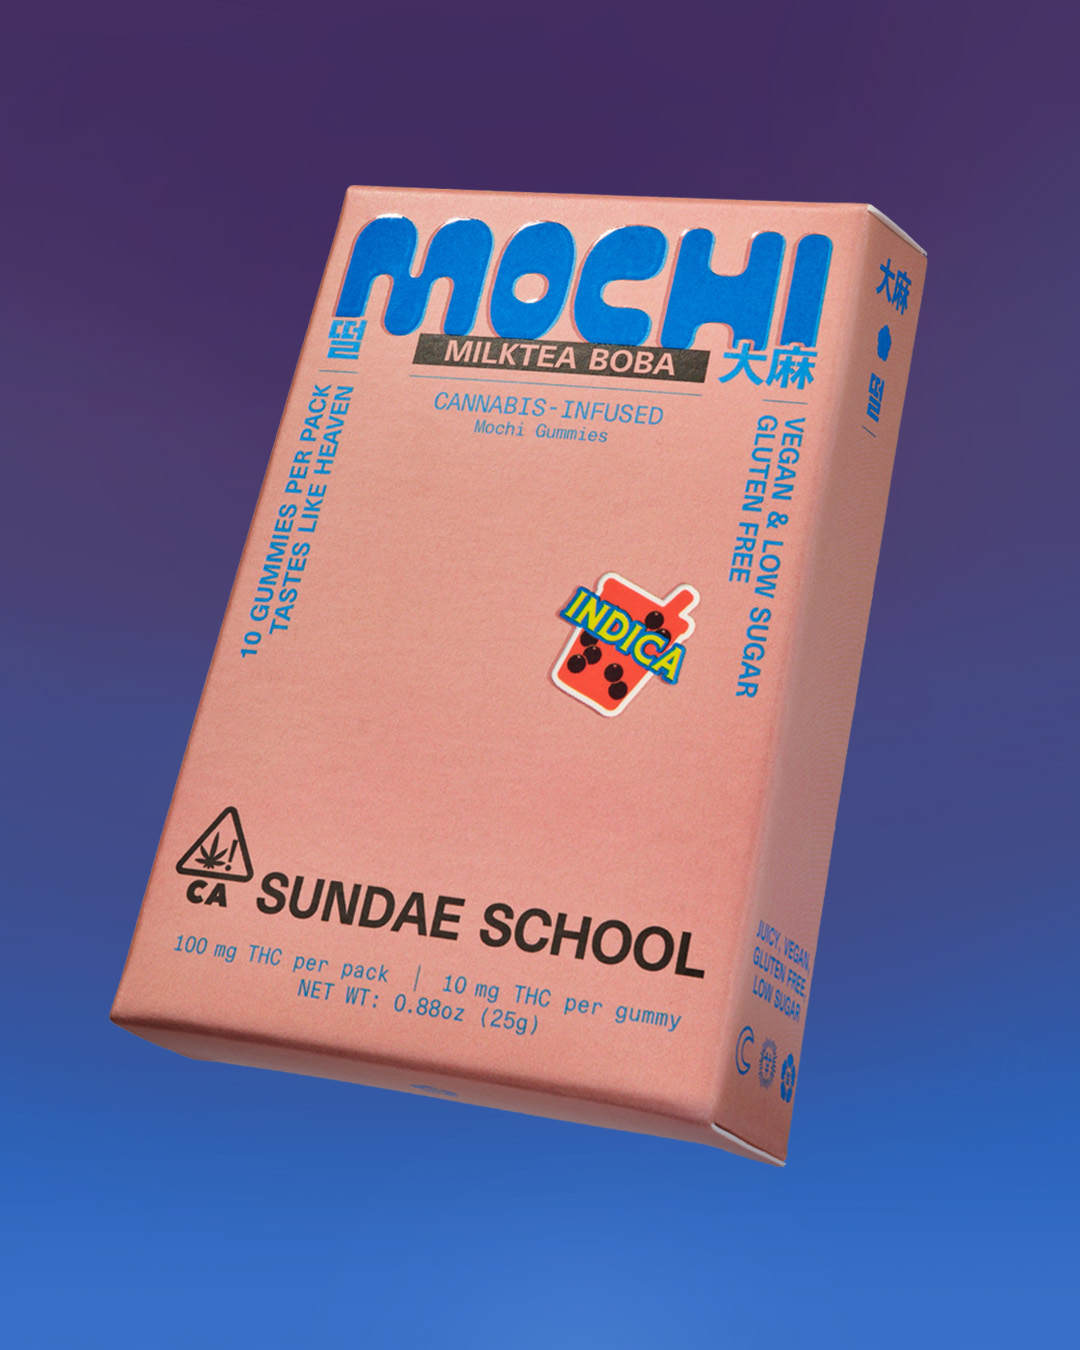 MOCHI
MILKTEA BOBA
大麻
떨
CANNABIS-INFUSED
Mochi Gummies
10 GUMMIES PER PACK
TASTES LIKE HEAVEN
VEGAN & LOW SUGAR
GLUTEN FREE
INDICA
CA
SUNDAE SCHOOL
100 mg THC per pack | 10 mg THC per gummy
NET WT: 0.88oz (25g)
大麻
떨
JUICY, VEGAN,
GLUTEN FREE,
LOW SUGAR